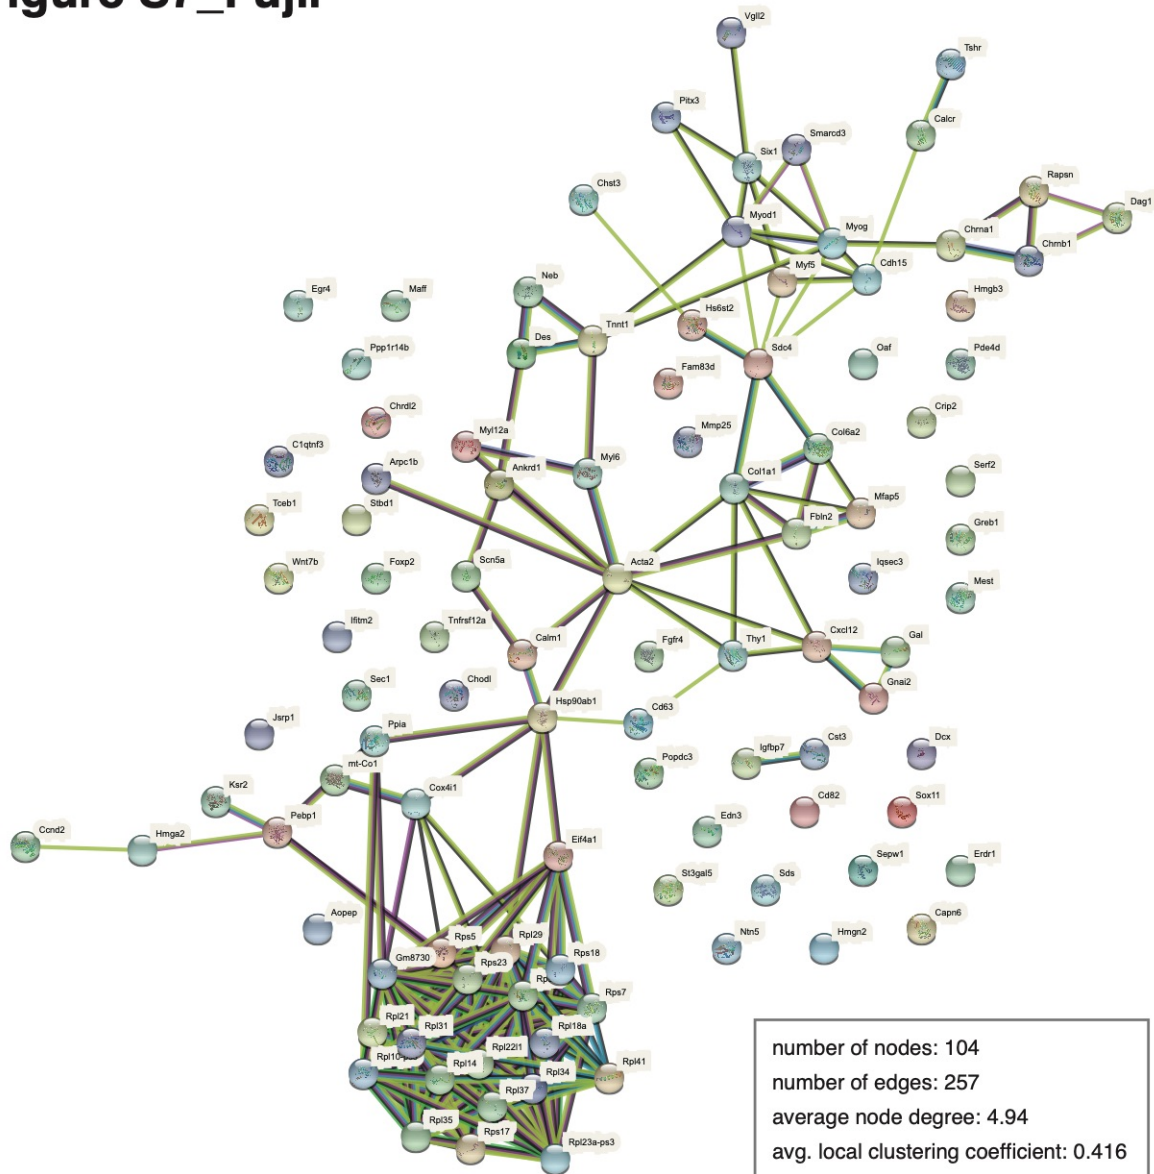 Vgll2
Tshr
Pitx3
Calcr
Smarcd3
Six1
Rapsn
Chst3
Dag1
Myod1
Myog
Chrna1
Chrnb1
Cdh15
Myf5
Neb
Egr4
Maff
Hmgb3
Hs6st2
Tnnt1
Des
Ppp1r14b
Sdc4
Oaf
Pde4d
Fam83d
Chrdl2
Crip2
Mmp25
Col6a2
Myl12a
C1qtnf3
Arpc1b
Ankrd1
Myl6
Col1a1
Serf2
Mfap5
Tceb1
Stbd1
Fbln2
Greb1
Scn5a
Acta2
Wnt7b
Foxp2
Iqsec3
Mest
Ifitm2
Tnfrsf12a
Calm1
Fgfr4
Thy1
Cxcl12
Gal
Sec1
Chodl
Gnai2
Hsp90ab1
Jsrp1
Ppia
Cd63
Popdc3
Igfbp7
Cst3
Dcx
mt-Co1
Ksr2
Cox4i1
Cd82
Sox11
Pebp1
Edn3
Ccnd2
Hmga2
Eif4a1
St3gal5
Sds
Sepw1
Erdr1
Aopep
Capn6
Ntn5
Hmgn2
Rps5
Rpl29
Gm8730
Rps23
Rps18
Rps7
Rpl21
Rpl31
Rpl18a
Rpl22l1
Rpl14
Rpl41
Rpl34
Rpl37
Rpl35
Rps17
Rpl23a-ps3
number of nodes: 104
number of edges: 257
average node degree: 4.94
avg. local clustering coefficient: 0.416